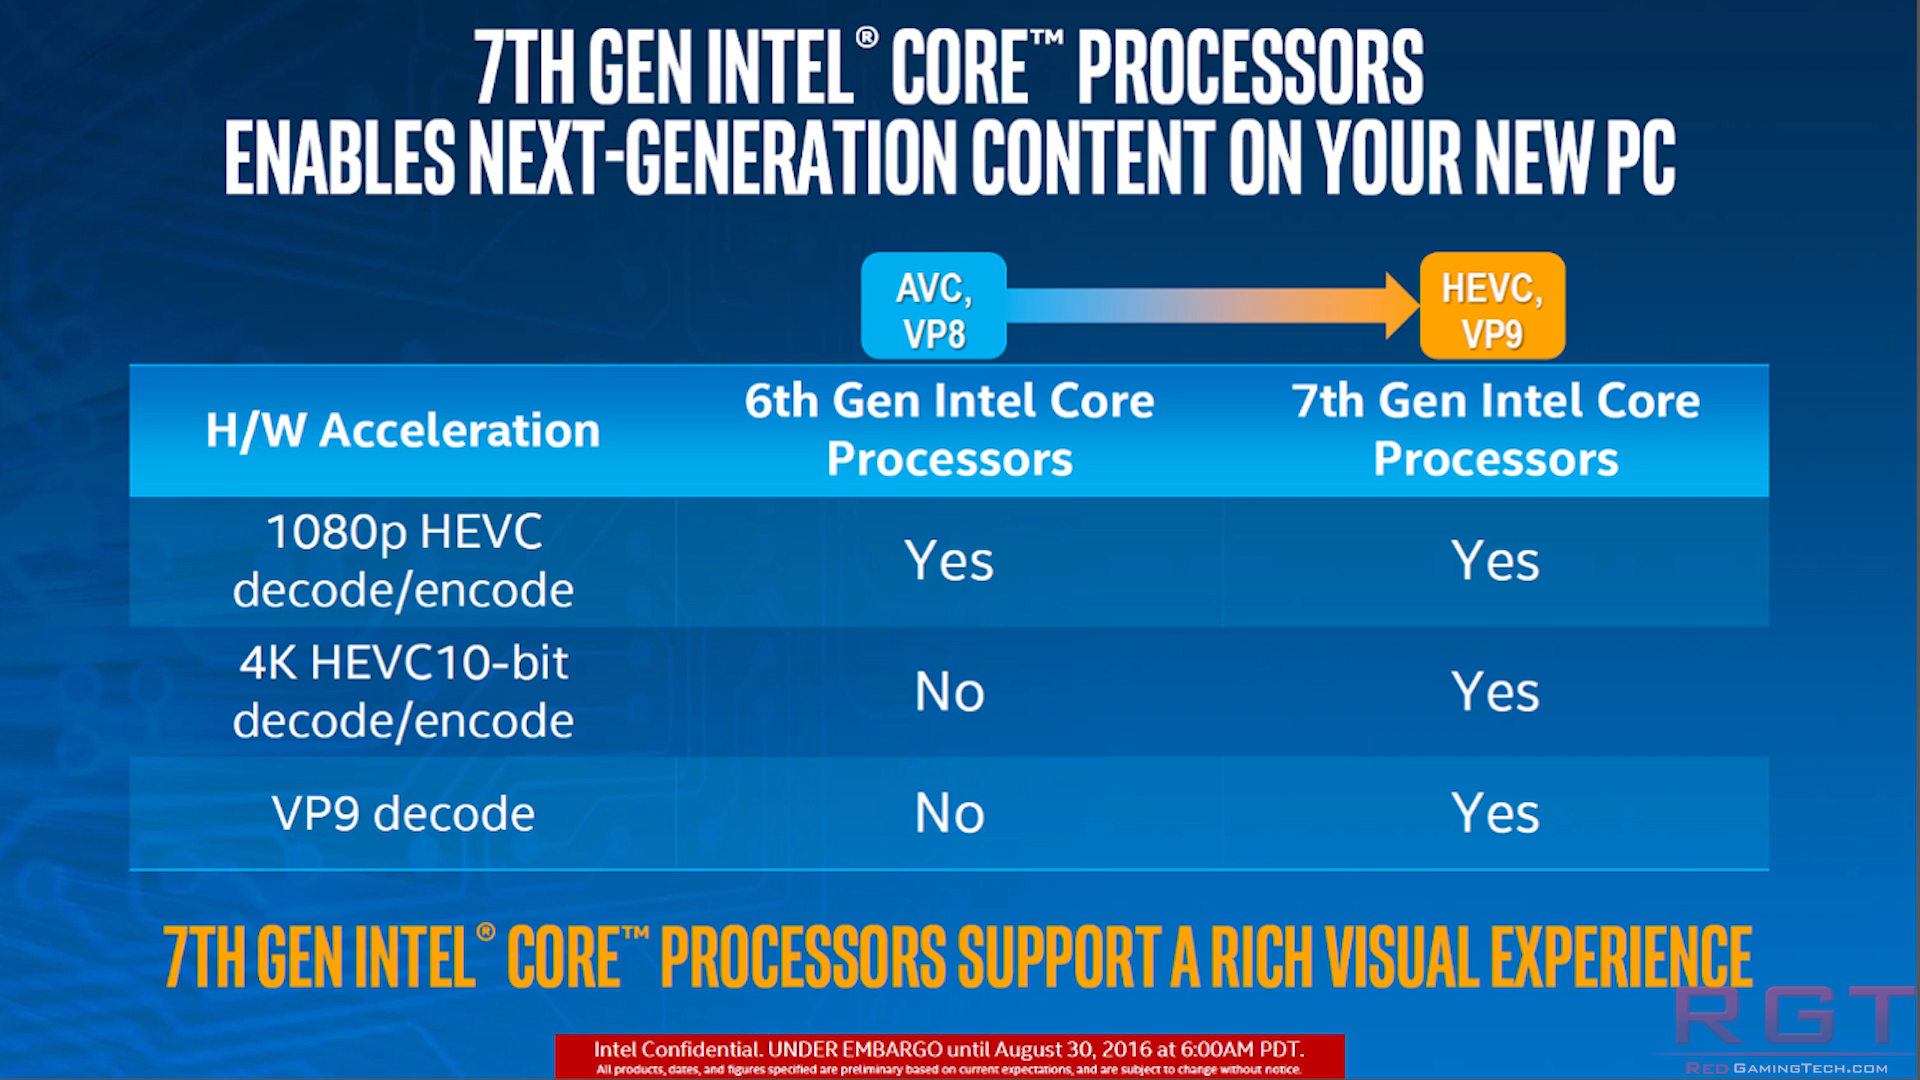 7TH GEN INTEL® CORE™ PROCESSORS
ENABLES NEXT-GENERATION CONTENT ON YOUR NEW PC
AVC,
VP8
HEVC,
VP9
H/W Acceleration
6th Gen Intel Core
Processors
7th Gen Intel Core
Processors
1080p HEVC
decode/encode
Yes
Yes
4K HEVC10-bit
decode/encode
No
Yes
VP9 decode
No
Yes
7TH GEN INTEL® CORE™ PROCESSORS SUPPORT A RICH VISUAL EXPERIENCE
RGT
REDGAMINGTECH.COM
Intel Confidential. UNDER EMBARGO until August 30, 2016 at 6:00AM PDT.
All products, dates, and figures specified are preliminary based on current expectations, and are subject to change without notice.